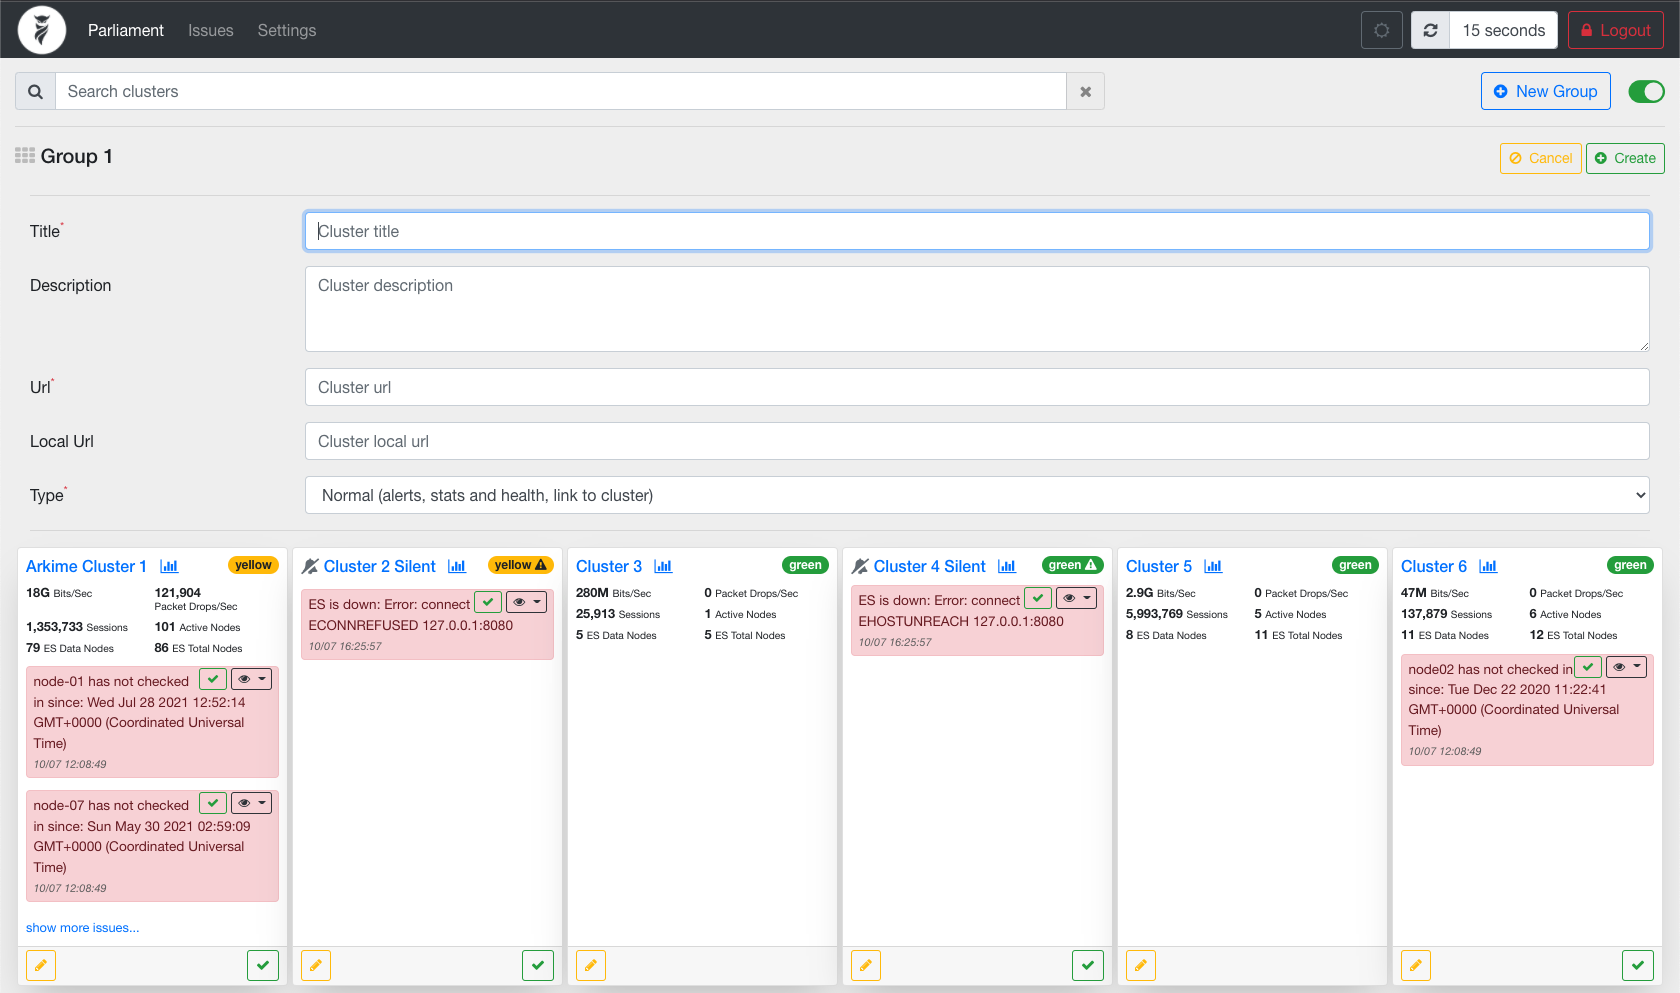 Parliament Issues Settings 15 seconds Logout
Search clusters New Group
Group 1 Cancel Create
Title* Cluster title
Description Cluster description
Url* Cluster url
Local Url Cluster local url
Type* Normal (alerts, stats and health, link to cluster)
Arkime Cluster 1 yellow
18G Bits/Sec 121,904 Packet Drops/Sec
1,353,733 Sessions 101 Active Nodes
79 ES Data Nodes 86 ES Total Nodes
node-01 has not checked
in since: Wed Jul 28 2021 12:52:14
GMT+0000 (Coordinated Universal
Time)
10/07 12:08:49
node-07 has not checked
in since: Sun May 30 2021 02:59:09
GMT+0000 (Coordinated Universal
Time)
10/07 12:08:49
show more issues...
Cluster 2 Silent yellow
ES is down: Error: connect
ECONNREFUSED 127.0.0.1:8080
10/07 16:25:57
Cluster 3 green
280M Bits/Sec 0 Packet Drops/Sec
25,913 Sessions 1 Active Nodes
5 ES Data Nodes 5 ES Total Nodes
Cluster 4 Silent green
ES is down: Error: connect
EHOSTUNREACH 127.0.0.1:8080
10/07 16:25:57
Cluster 5 green
2.9G Bits/Sec 0 Packet Drops/Sec
5,993,769 Sessions 5 Active Nodes
8 ES Data Nodes 11 ES Total Nodes
Cluster 6 green
47M Bits/Sec 0 Packet Drops/Sec
137,879 Sessions 6 Active Nodes
11 ES Data Nodes 12 ES Total Nodes
node02 has not checked in
since: Tue Dec 22 2020 11:22:41
GMT+0000 (Coordinated Universal
Time)
10/07 12:08:49